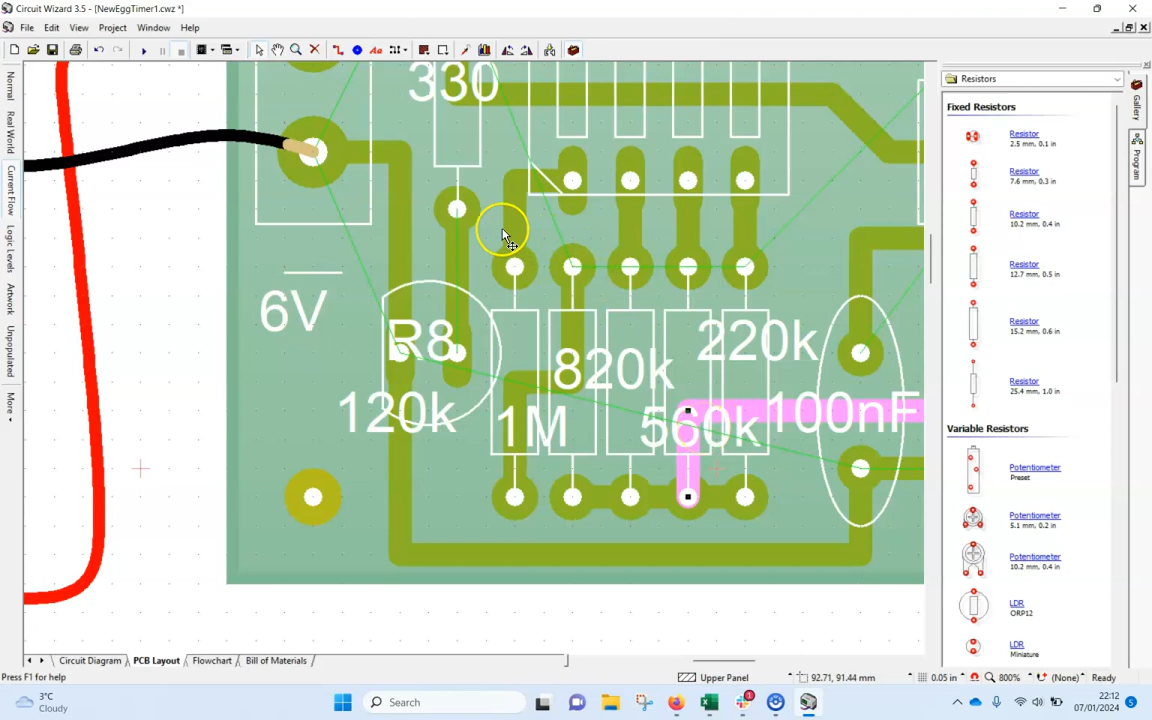 Circuit Wizard 3.5 - [NewEggTimer1.cwz *]
File Edit View Project Window Help
Aa
Normal
Real World
Current Flow
Logic Levels
Artwork
Unpopulated
More
330
6V
R8
120k
1M
820k
560k
220k
100nF
Resistors
Gallery
Program
Fixed Resistors
Resistor
2.5 mm, 0.1 in
Resistor
7.6 mm, 0.3 in
Resistor
10.2 mm, 0.4 in
Resistor
12.7 mm, 0.5 in
Resistor
15.2 mm, 0.6 in
Resistor
25.4 mm, 1.0 in
Variable Resistors
Potentiometer
Preset
Potentiometer
5.1 mm, 0.2 in
Potentiometer
10.2 mm, 0.4 in
LDR
ORP12
LDR
Miniature
Circuit Diagram PCB Layout Flowchart Bill of Materials
Press F1 for help
Upper Panel
92.71, 91.44 mm
0.05 in
800%
(None)
Ready
3°C
Cloudy
Search
1
22:12
07/01/2024
5